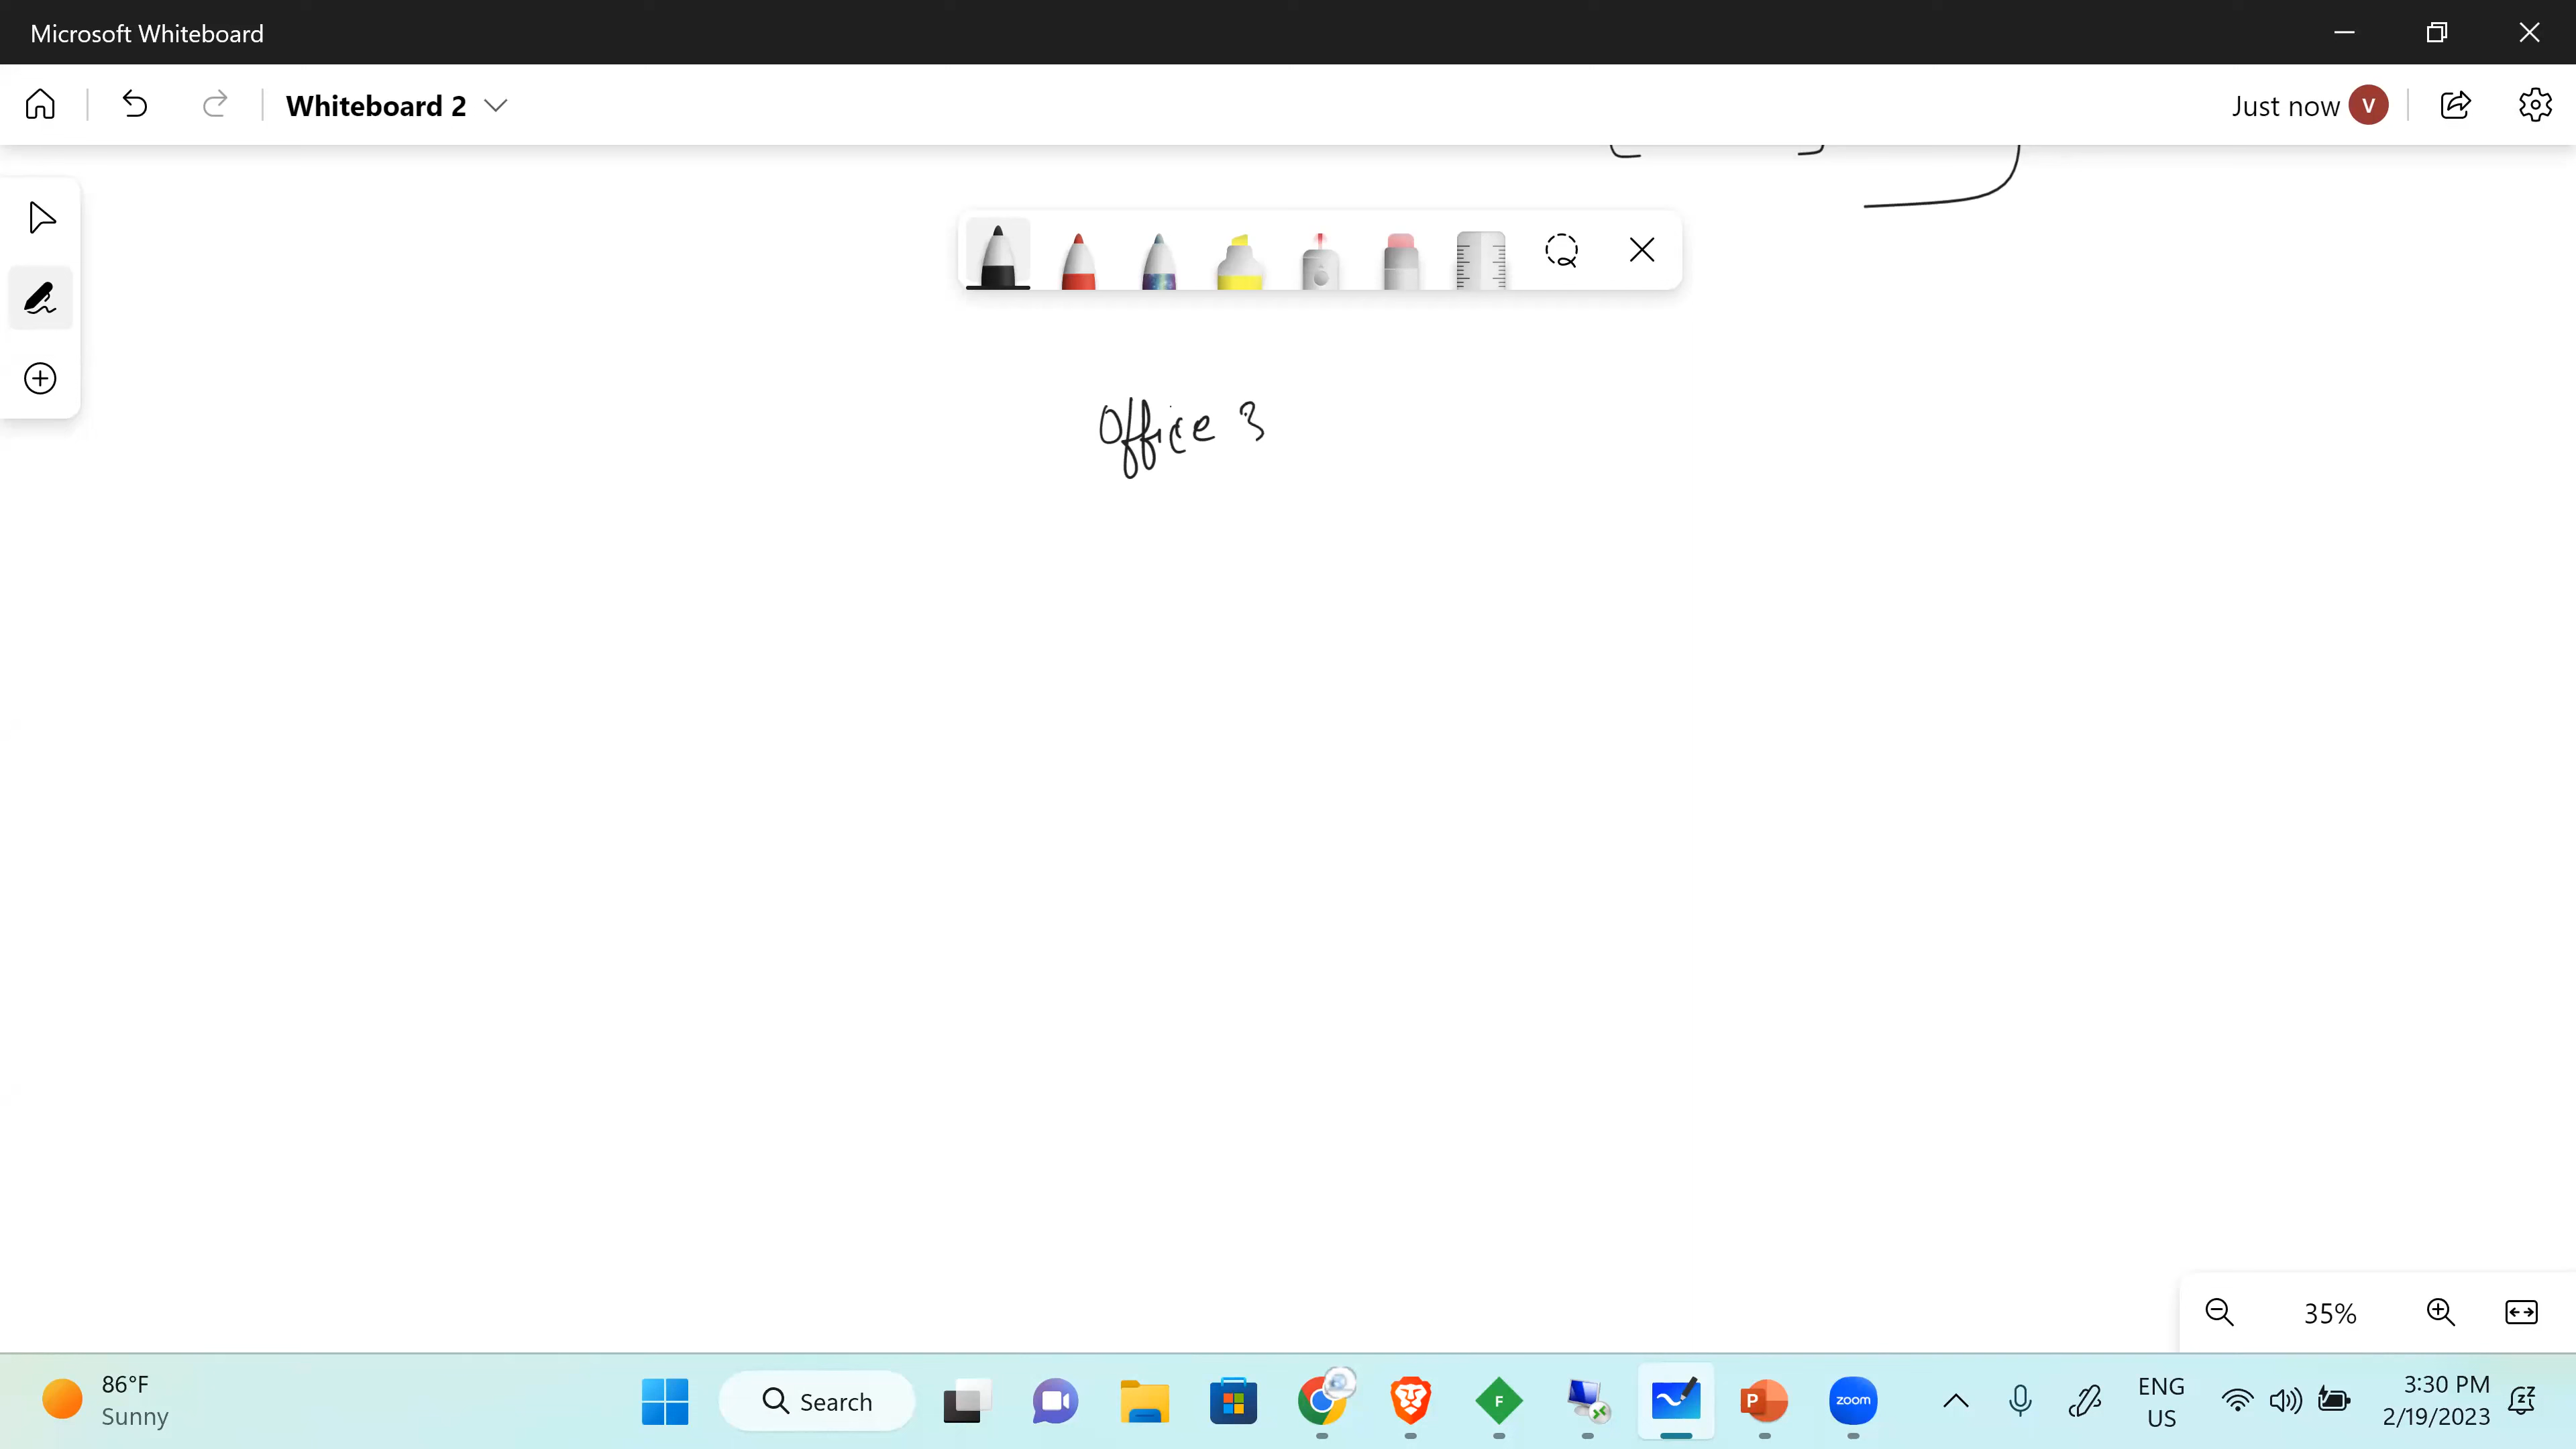 Microsoft Whiteboard
Whiteboard 2
Just now V
Office 3
35%
86°F
Sunny
Search
F
P
zoom
ENG
US
3:30 PM
2/19/2023